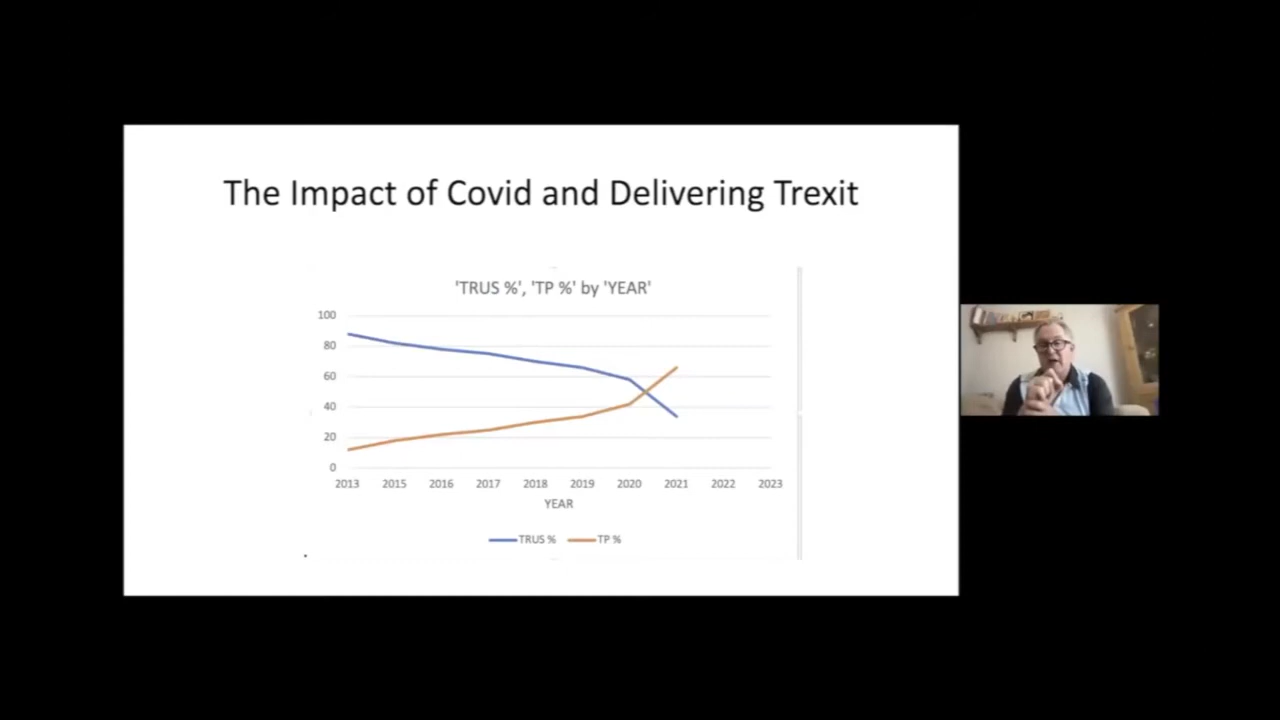 The Impact of Covid and Delivering Trexit
'TRUS %', 'TP %' by 'YEAR'
100
80
60
40
20
0
2013 2015 2016 2017 2018 2019 2020 2021 2022 2023
YEAR
TRUS % TP %